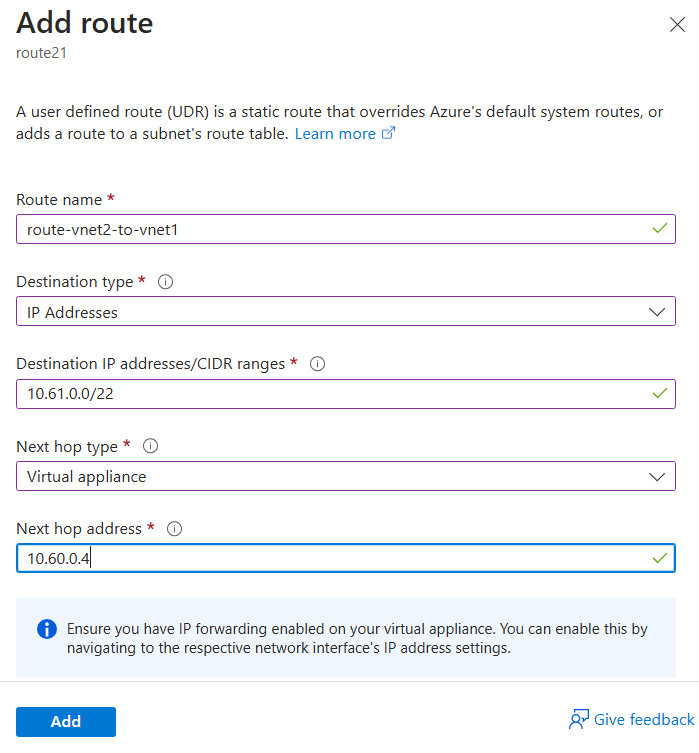 Add route
route21
A user defined route (UDR) is a static route that overrides Azure's default system routes, or
adds a route to a subnet's route table. Learn more
Route name *
route-vnet2-to-vnet1
Destination type *
IP Addresses
Destination IP addresses/CIDR ranges *
10.61.0.0/22
Next hop type *
Virtual appliance
Next hop address *
10.60.0.4
Ensure you have IP forwarding enabled on your virtual appliance. You can enable this by
navigating to the respective network interface's IP address settings.
Add
Give feedback